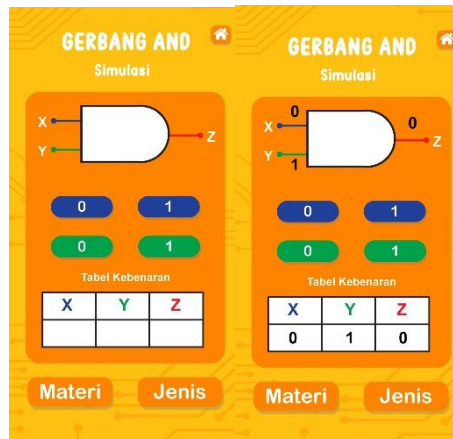 GERBANG AND
Simulasi
X
Y
Z
0 1
0 1
Tabel Kebenaran
X Y Z
Materi Jenis
GERBANG AND
Simulasi
0
X
0
Z
Y
1
0 1
0 1
Tabel Kebenaran
X Y Z
0 1 0
Materi Jenis